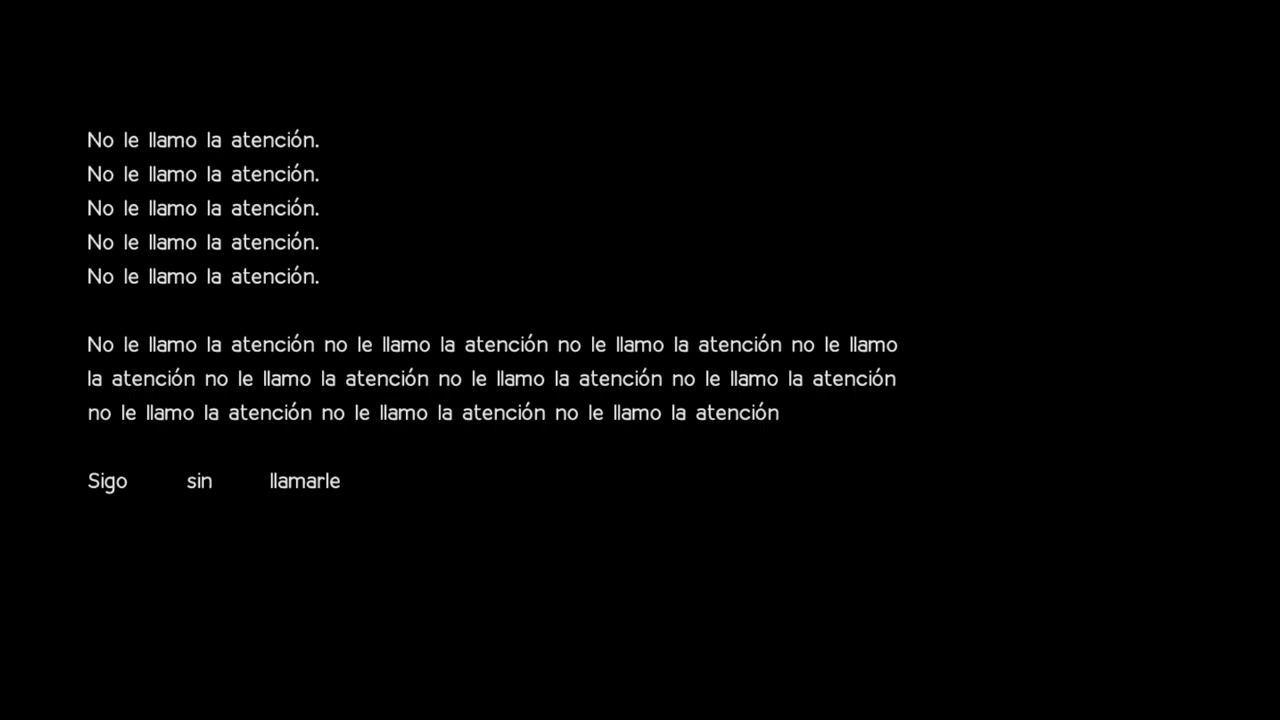 No le llamo la atención.
No le llamo la atención.
No le llamo la atención.
No le llamo la atención.
No le llamo la atención.
No le llamo la atención no le llamo la atención no le llamo la atención no le llamo
la atención no le llamo la atención no le llamo la atención no le llamo la atención
no le llamo la atención no le llamo la atención no le llamo la atención
Sigo sin llamarle